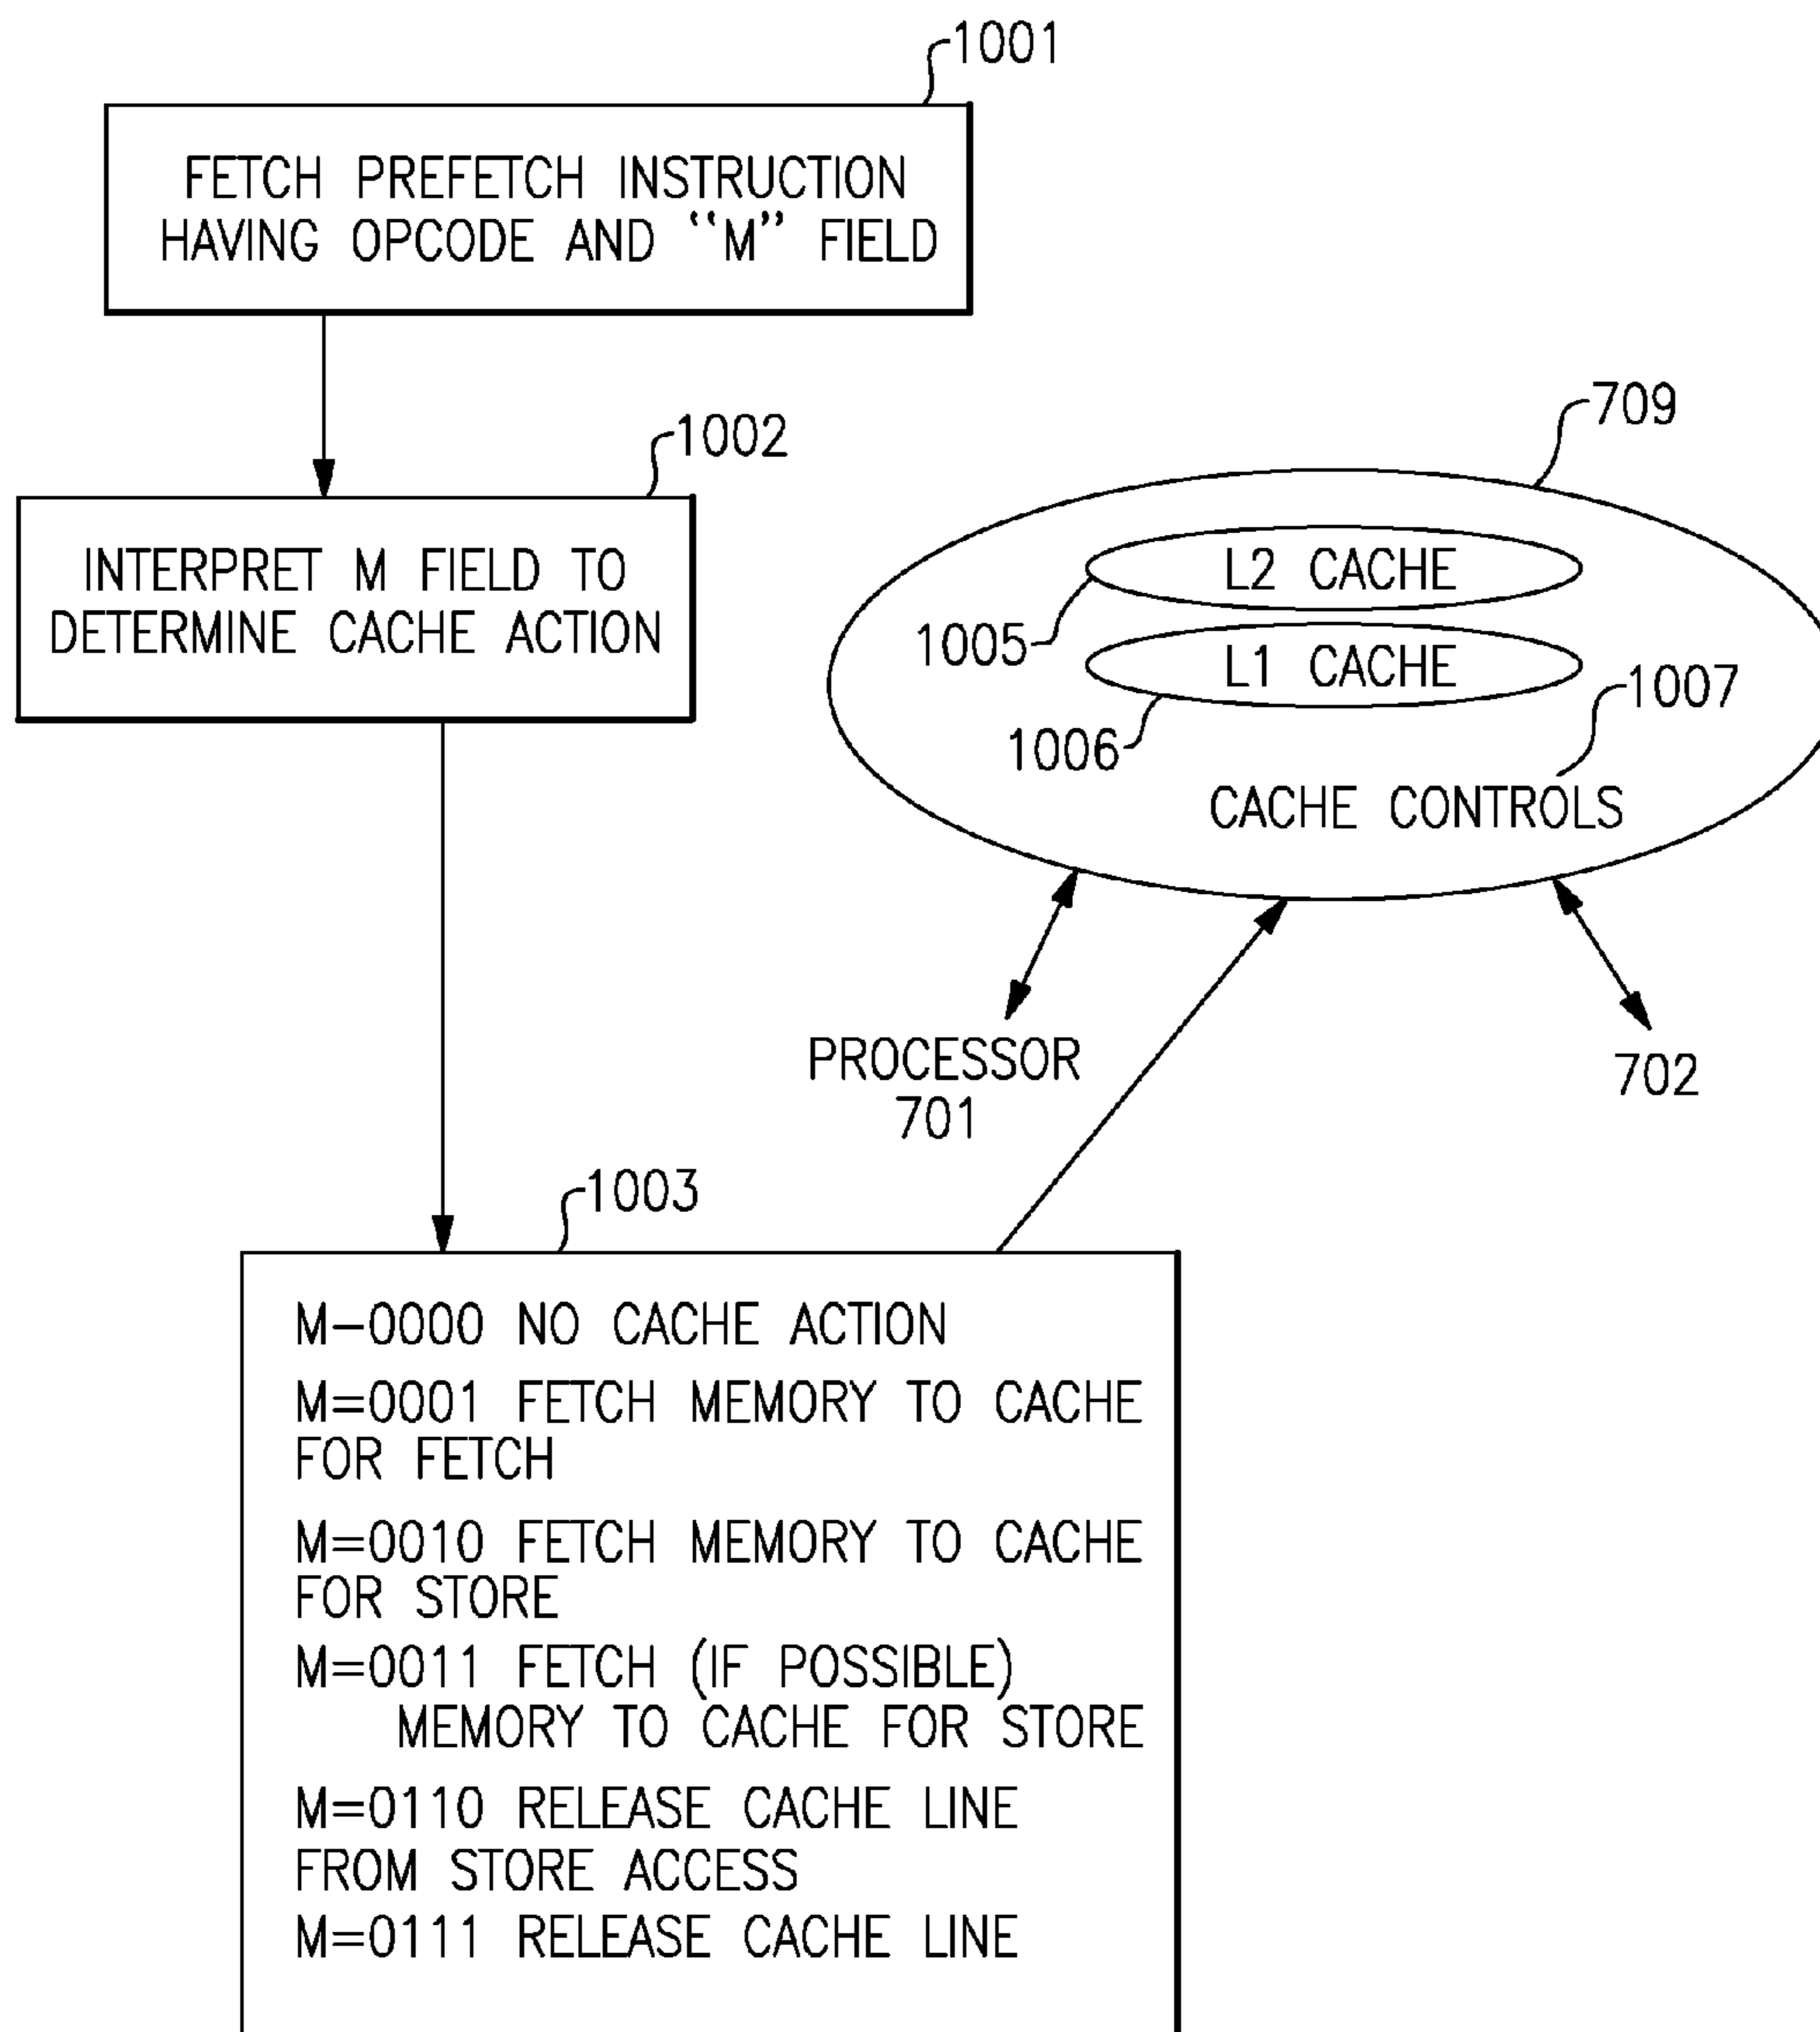 1001
FETCH PREFETCH INSTRUCTION
HAVING OPCODE AND “M” FIELD
1002
INTERPRET M FIELD TO
DETERMINE CACHE ACTION
709
L2 CACHE
1005
L1 CACHE
1006
1007
CACHE CONTROLS
PROCESSOR
701
702
1003
M-0000 NO CACHE ACTION
M=0001 FETCH MEMORY TO CACHE
FOR FETCH
M=0010 FETCH MEMORY TO CACHE
FOR STORE
M=0011 FETCH (IF POSSIBLE)
MEMORY TO CACHE FOR STORE
M=0110 RELEASE CACHE LINE
FROM STORE ACCESS
M=0111 RELEASE CACHE LINE